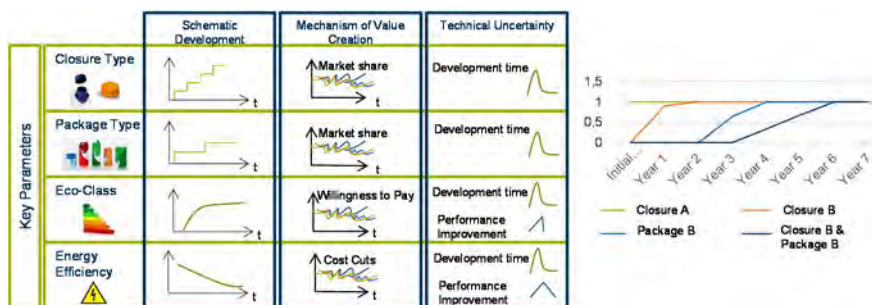 Schematic
Development
Mechanism of Value
Creation
Technical Uncertainty
Key Parameters
Closure Type
t
Market share
t
Development time
Package Type
t
Market share
t
Development time
Eco-Class
t
Willingness to Pay
t
Development time
Performance
Improvement
Energy
Efficiency
t
Cost Cuts
t
Development time
Performance
Improvement
1,5
1
0,5
0
Initial...
Year 1
Year 2
Year 3
Year 4
Year 5
Year 6
Year 7
Closure A
Closure B
Package B
Closure B &
Package B